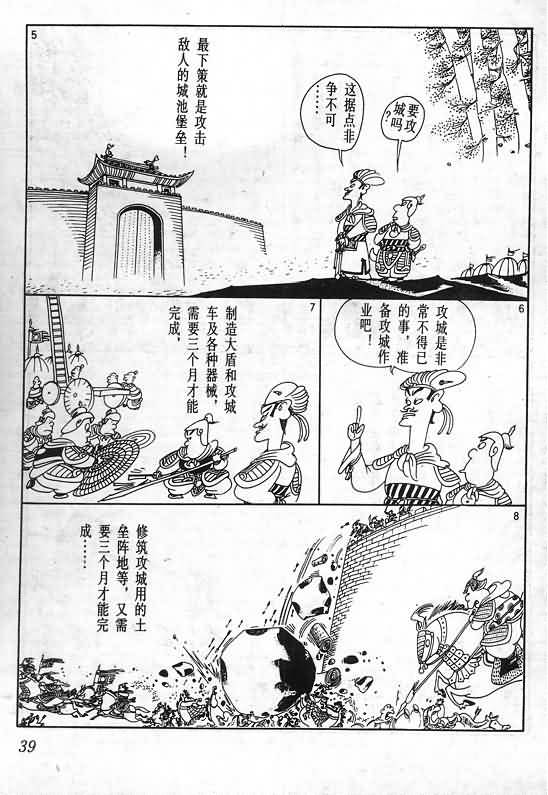 5
最下策就是攻击
敌人的城池堡垒！
要攻
城吗？
这据点非
争不可
……
6
攻城是非
常不得已
的事，准
备攻城作
业吧！
7
制造大盾和攻城
车及各种器械，
需要三个月才能
完成，
8
修筑攻城用的土
垒阵地等，又需
要三个月才能完
成……
39